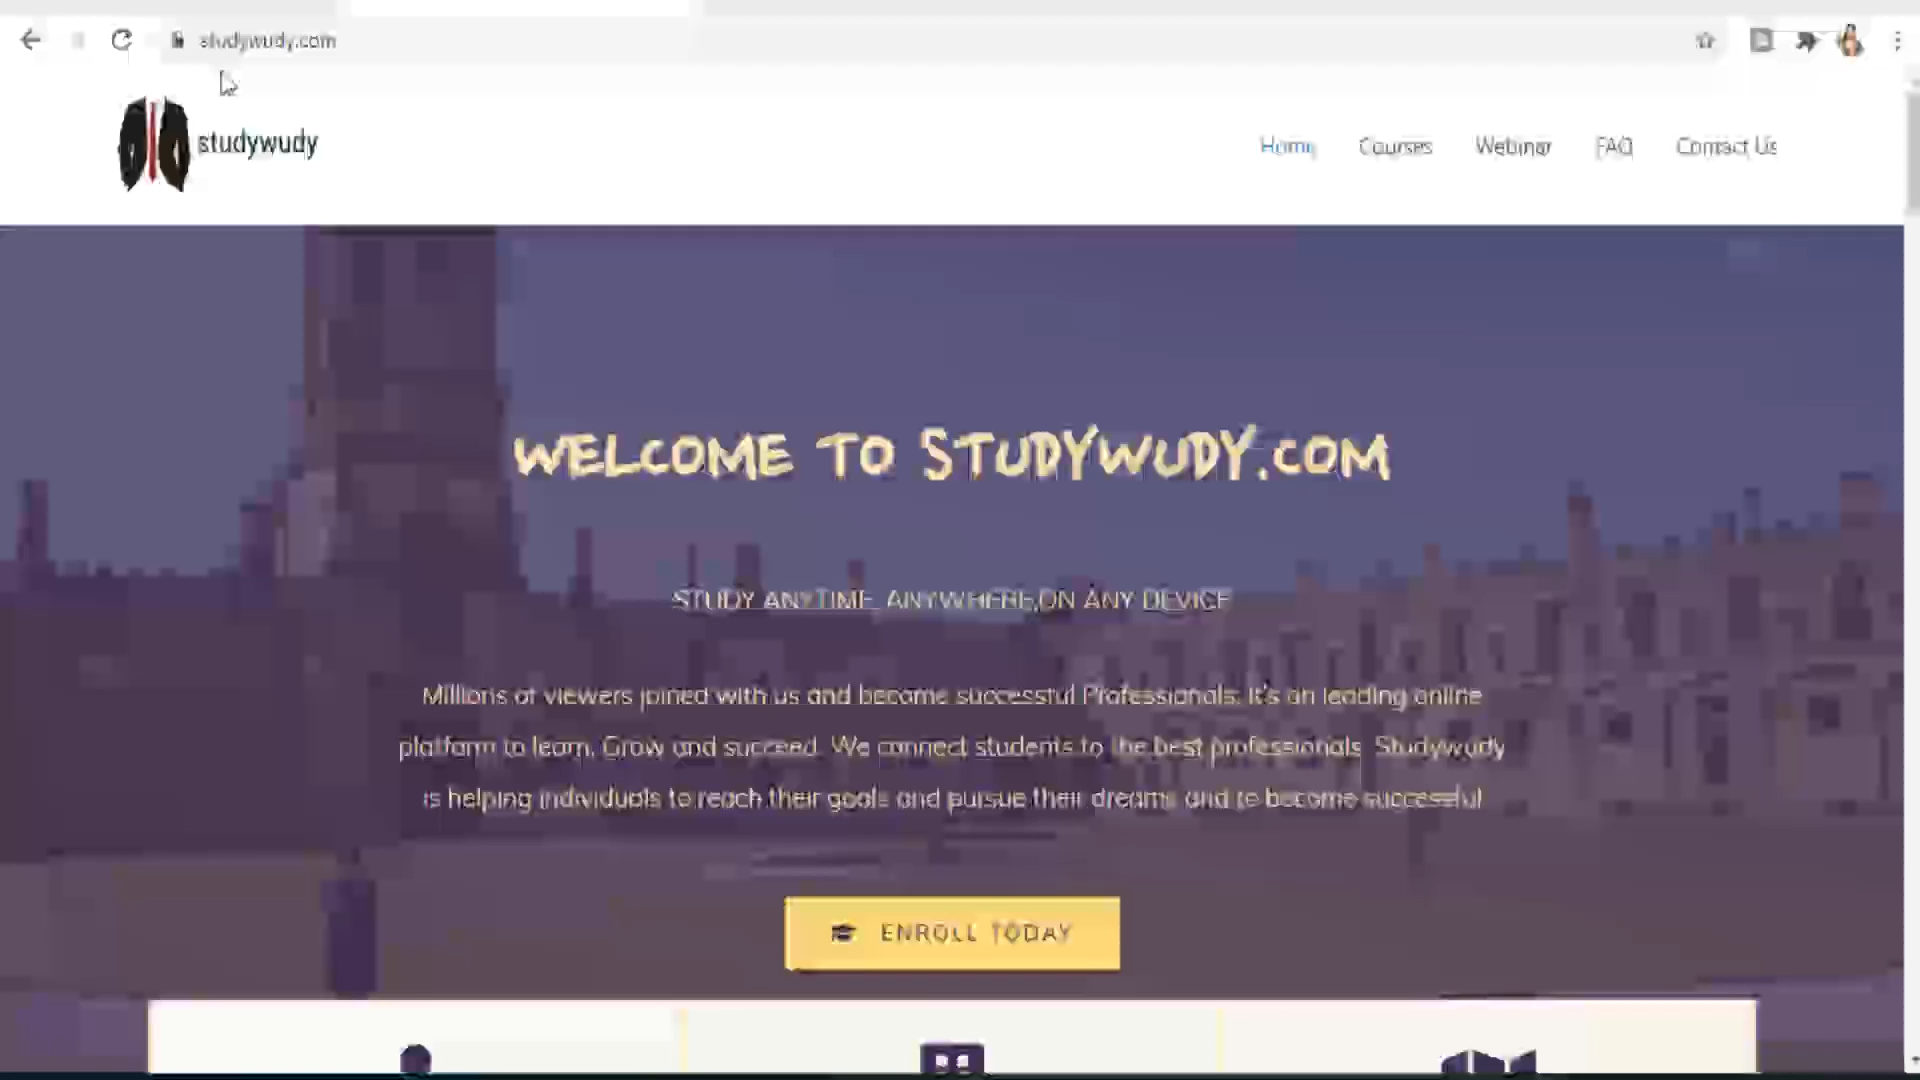 studywudy.com
studywudy
Home Courses Webinar FAQ Contact Us
WELCOME TO STUDYWUDY.COM
STUDY ANYTIME, ANYWHERE,ON ANY DEVICE
Millions of viewers joined with us and become successful Professionals. It's an leading online
platform to learn, Grow and succeed. We connect students to the best professionals. Studywudy
is helping individuals to reach their goals and pursue their dreams and to become successful
ENROLL TODAY